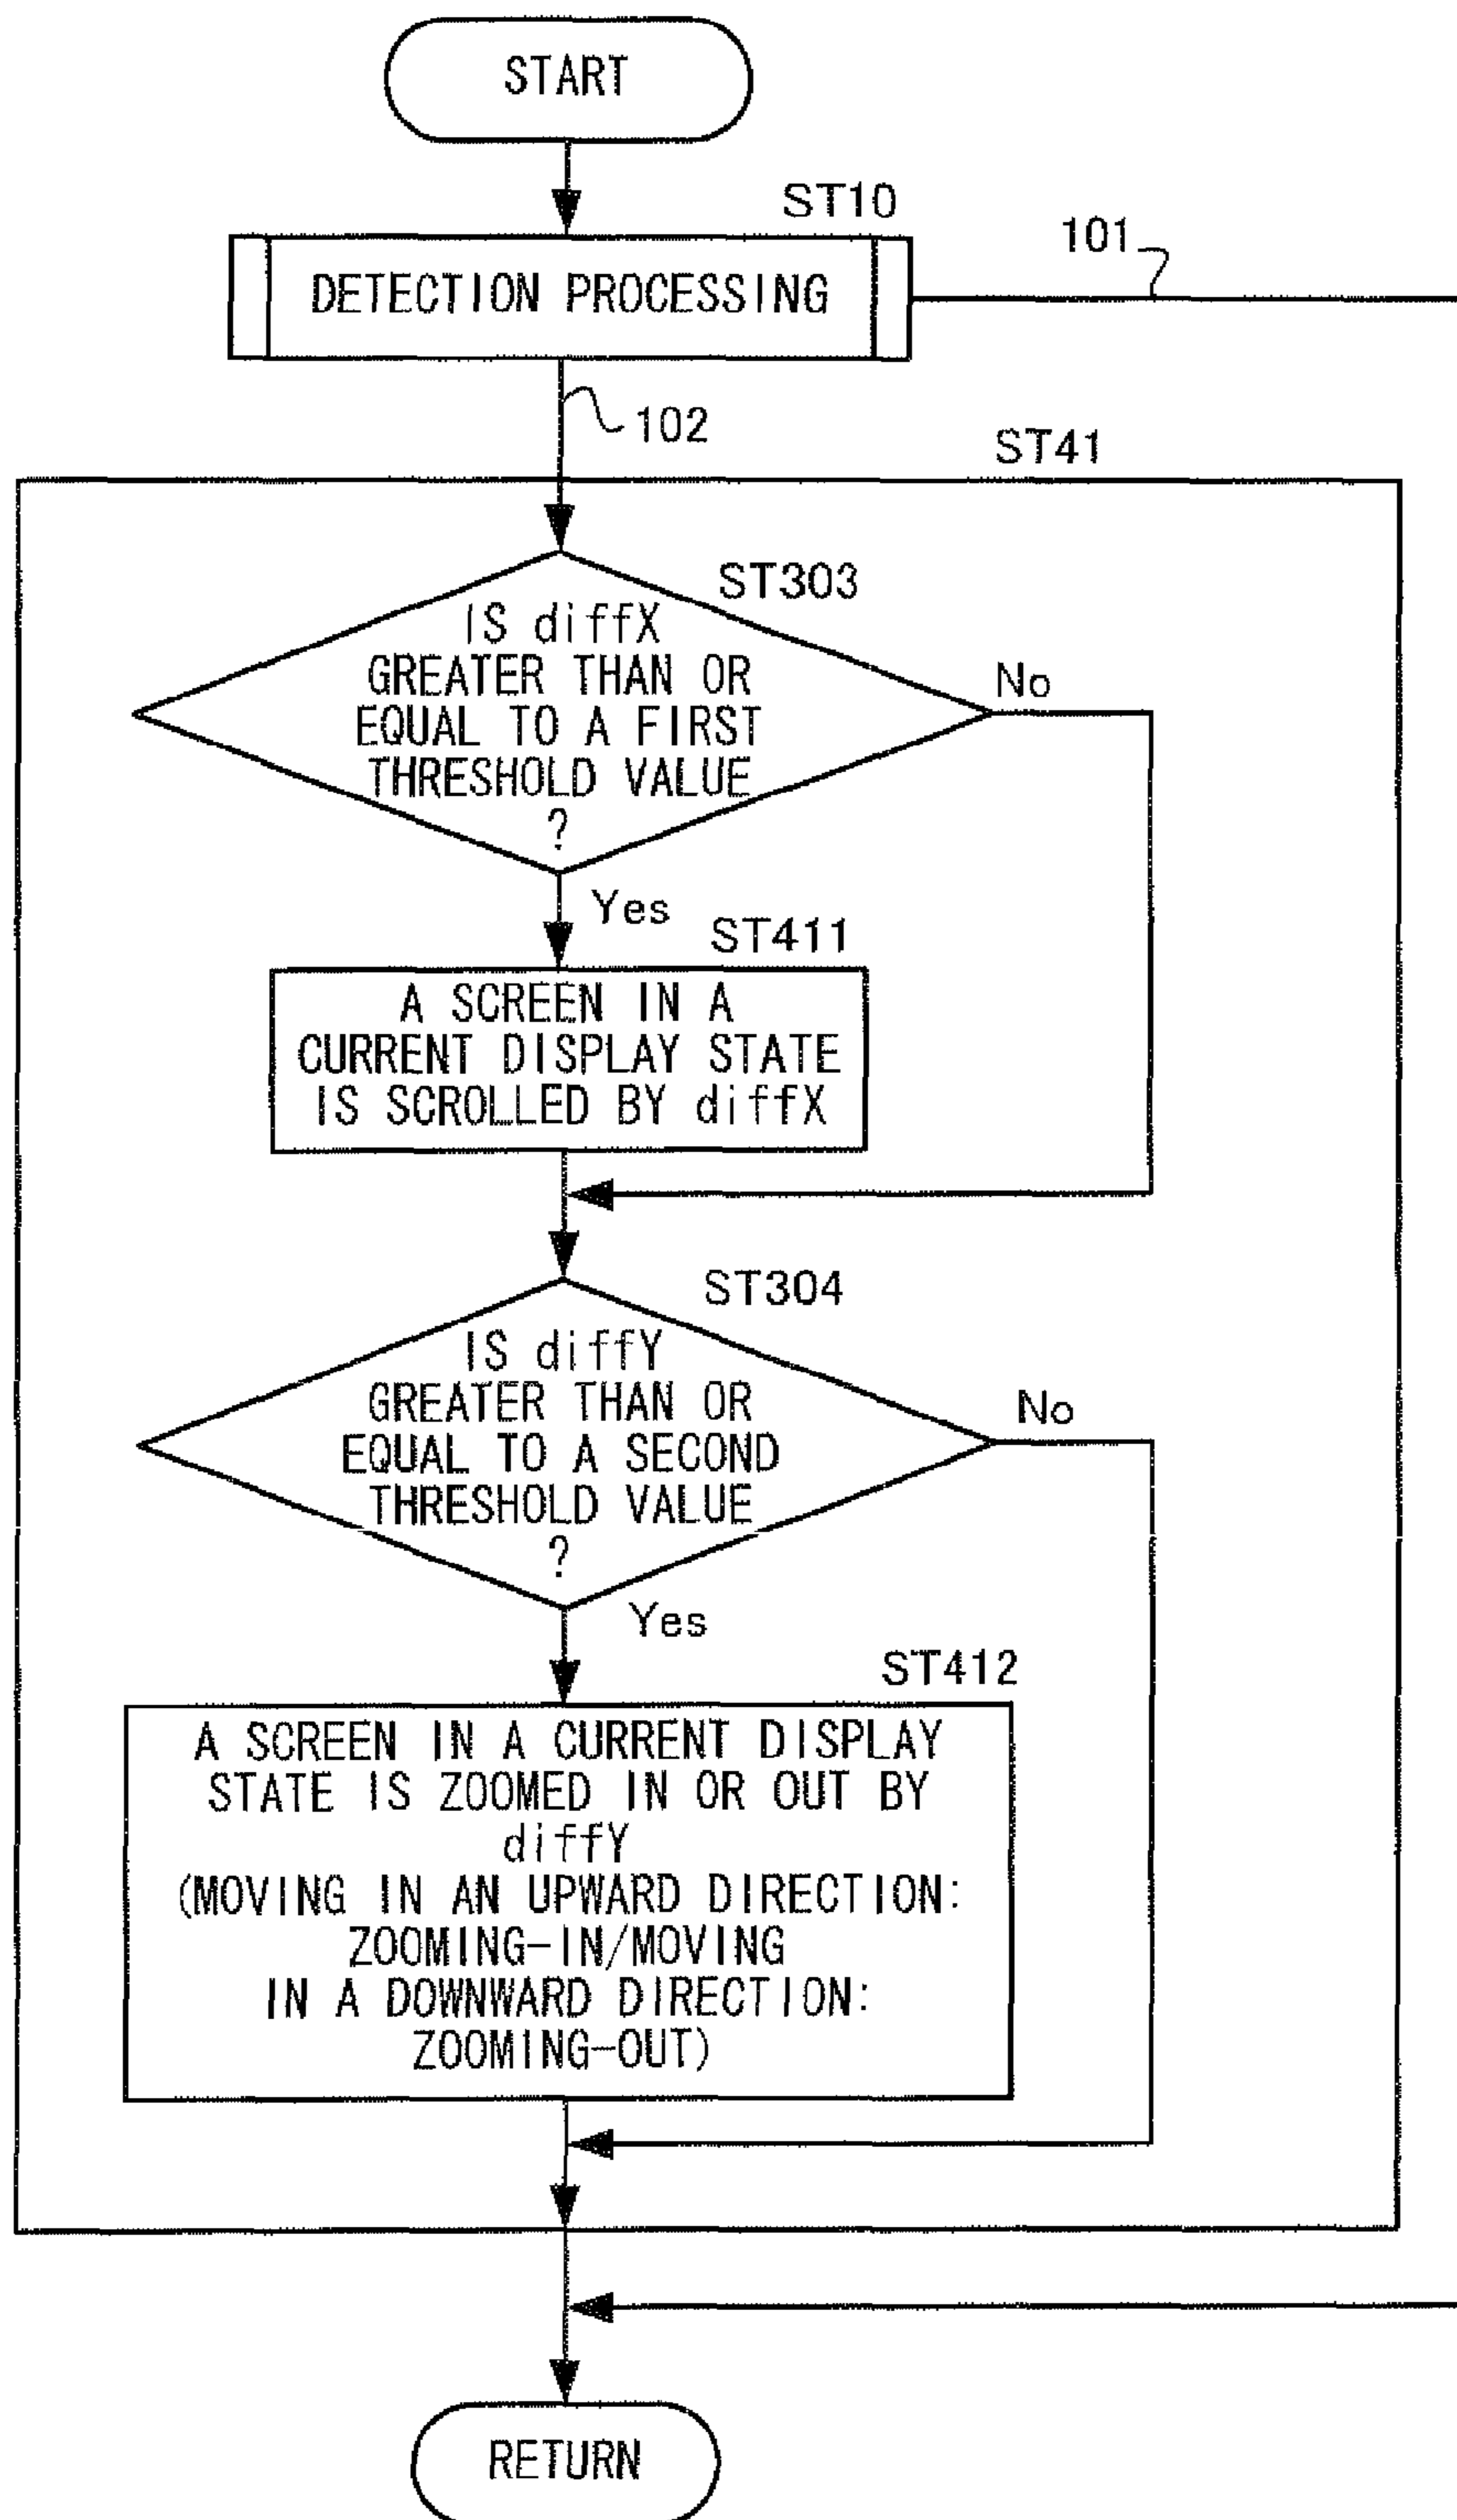 START
ST10
DETECTION PROCESSING
101
102
ST41
ST303
IS diffX
GREATER THAN OR
EQUAL TO A FIRST
THRESHOLD VALUE
?
No
Yes
ST411
A SCREEN IN A
CURRENT DISPLAY STATE
IS SCROLLED BY diffX
ST304
IS diffY
GREATER THAN OR
EQUAL TO A SECOND
THRESHOLD VALUE
?
No
Yes
ST412
A SCREEN IN A CURRENT DISPLAY
STATE IS ZOOMED IN OR OUT BY
diffY
(MOVING IN AN UPWARD DIRECTION:
ZOOMING-IN/MOVING
IN A DOWNWARD DIRECTION:
ZOOMING-OUT)
RETURN